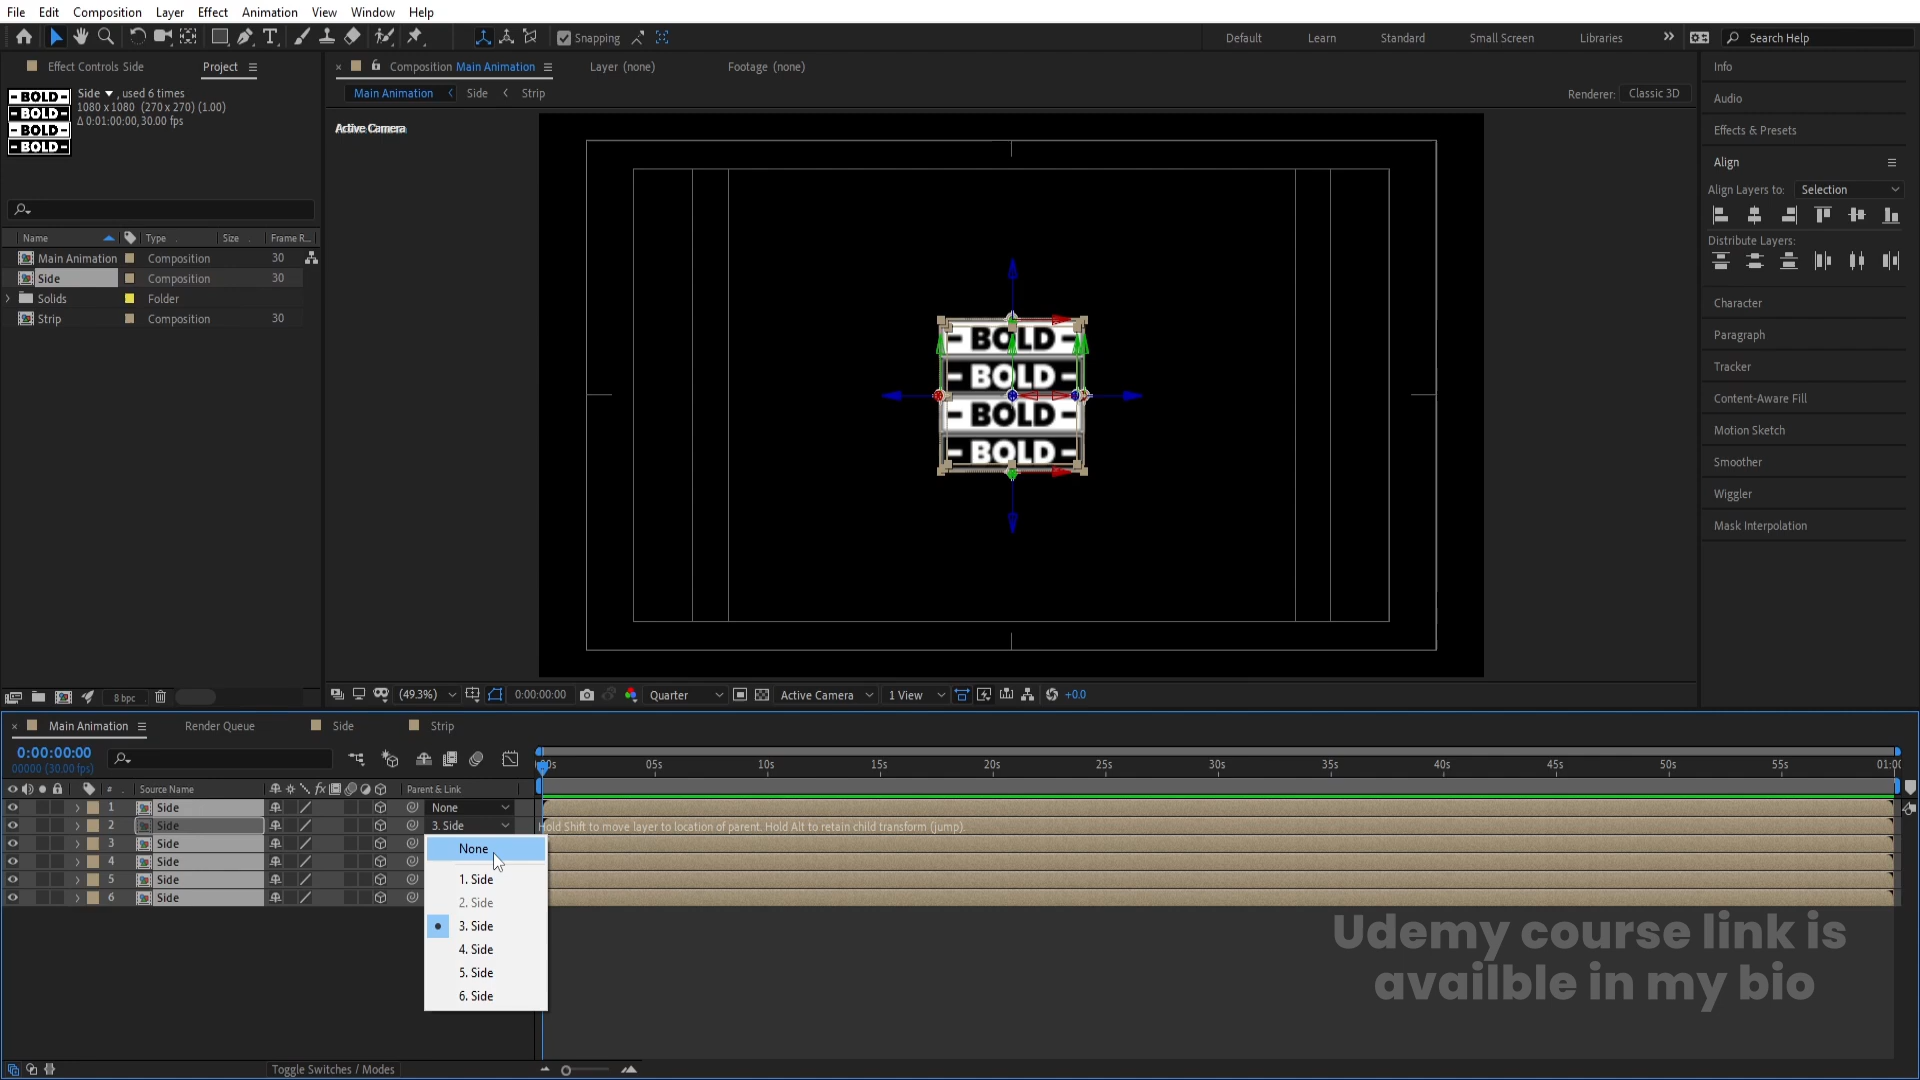 File Edit Composition Layer Effect Animation View Window Help
Snapping
Default Learn Standard Small Screen Libraries
Search Help
Effect Controls Side Project
Composition Main Animation Layer (none) Footage (none)
Side , used 6 times
1080 x 1080 (270 x 270) (1.00)
Δ 0:01:00:00, 30.00 fps
- BOLD -
- BOLD -
- BOLD -
- BOLD -
Main Animation Side Strip
Renderer: Classic 3D
Active Camera
Name Type Size Frame R...
Main Animation Composition 30
Side Composition 30
Solids Folder
Strip Composition 30
- BOLD -
- BOLD -
- BOLD -
- BOLD -
Info
Audio
Effects & Presets
Align
Align Layers to: Selection
Distribute Layers:
Character
Paragraph
Tracker
Content-Aware Fill
Motion Sketch
Smoother
Wiggler
Mask Interpolation
8 bpc
(49.3%) 0:00:00:00 Quarter Active Camera 1 View +0.0
Main Animation Render Queue Side Strip
0:00:00:00
00000 (30.00 fps)
05s 10s 15s 20s 25s 30s 35s 40s 45s 50s 55s 01:00
# Source Name fx Parent & Link
1 Side None
2 Side 3. Side
Hold Shift to move layer to location of parent. Hold Alt to retain child transform (jump).
3 Side
4 Side
5 Side
6 Side
None
1. Side
2. Side
3. Side
4. Side
5. Side
6. Side
Udemy course link is
availble in my bio
Toggle Switches / Modes